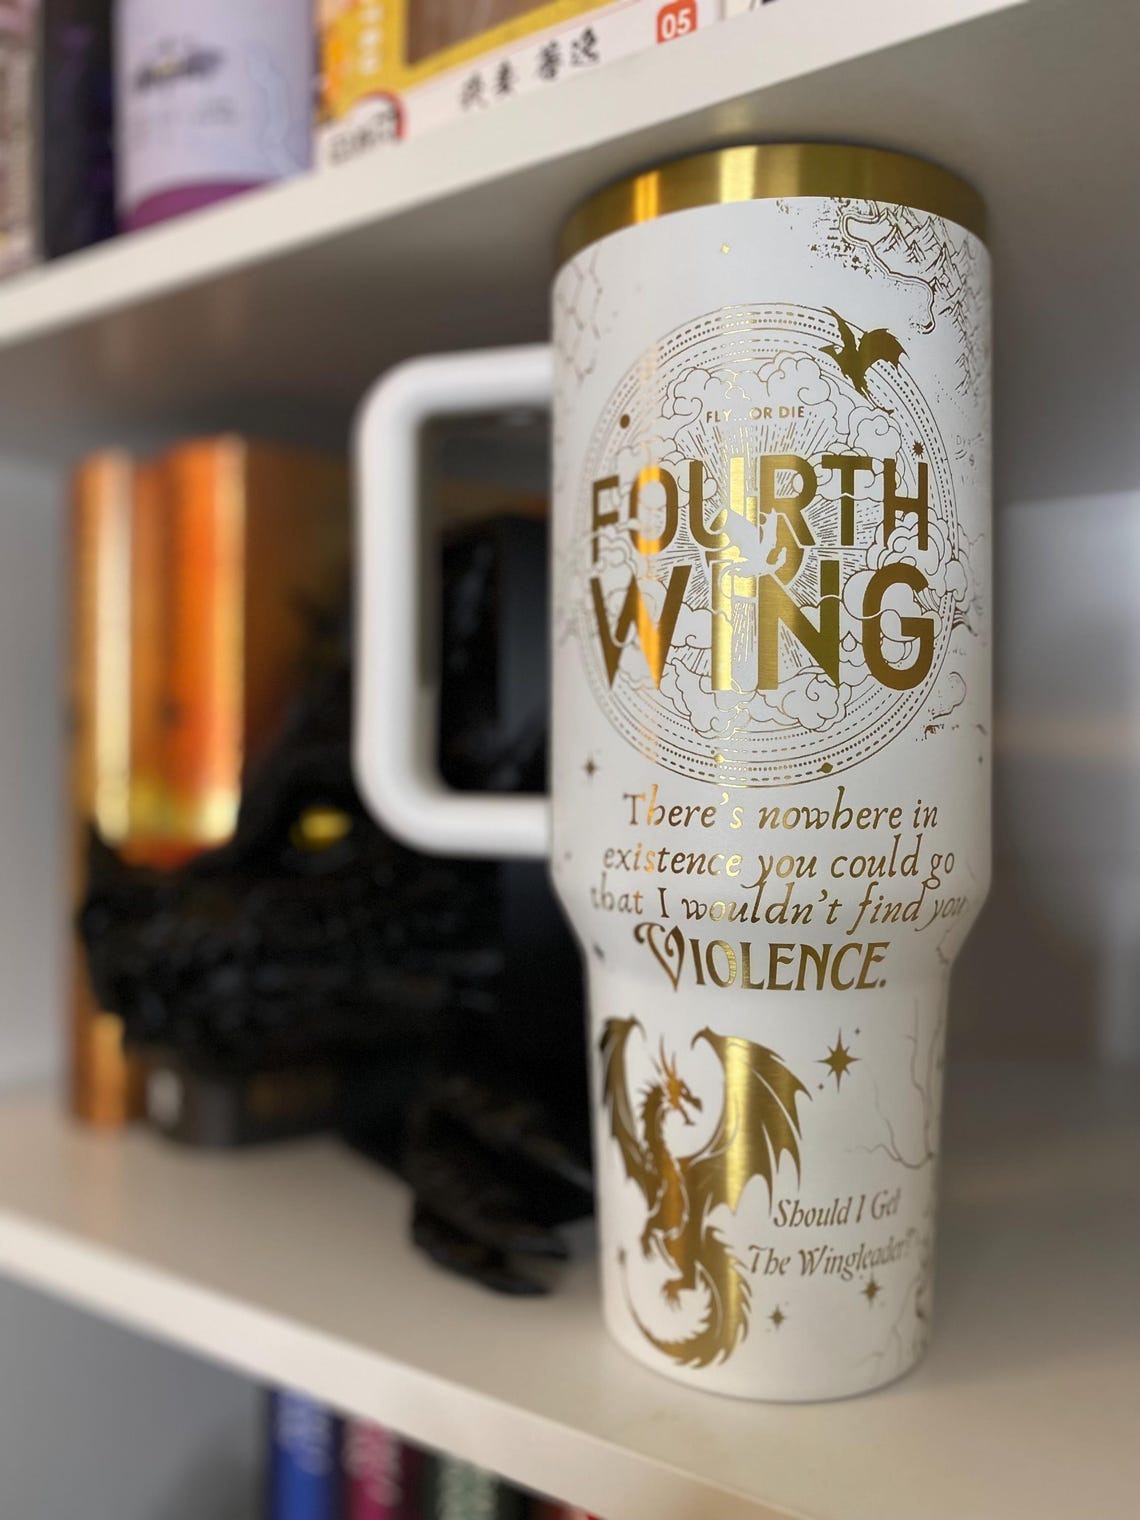 05
FLY... OR DIE
FOURTH
WING
There's nowhere in
existence you could go
that I wouldn't find you
VIOLENCE.
Should I Get
The Wingleader?